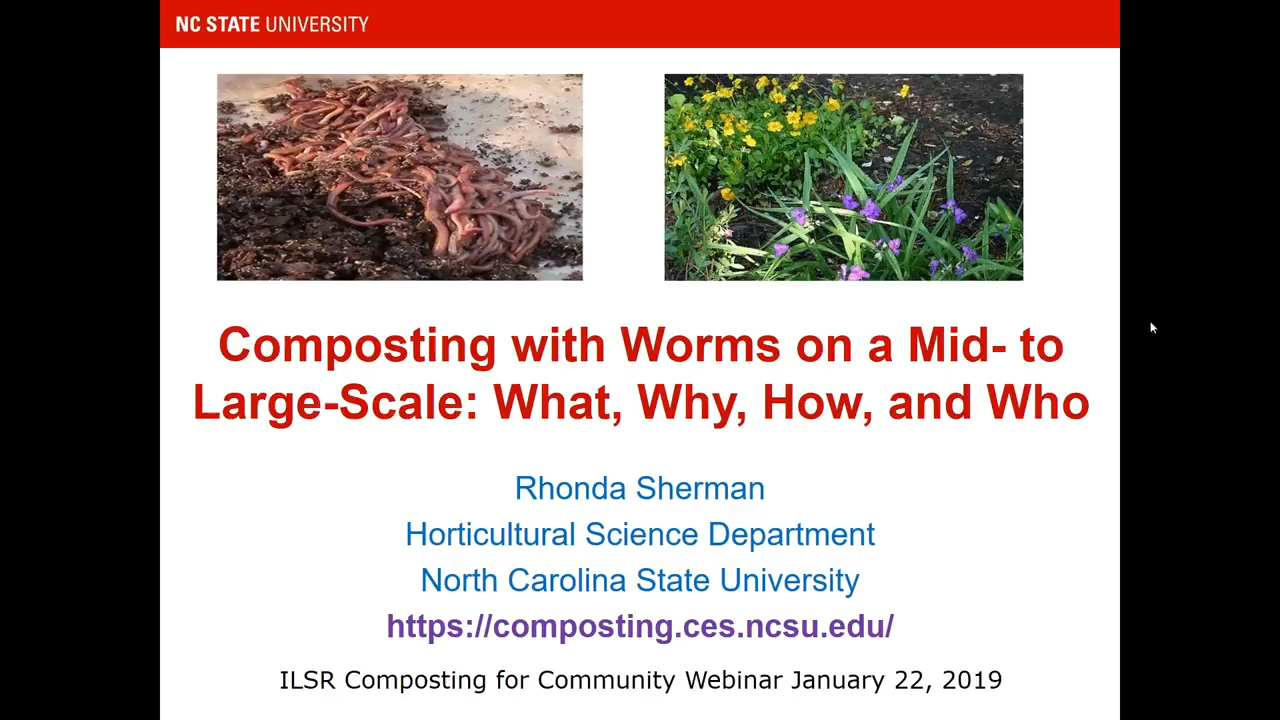 NC STATE UNIVERSITY
Composting with Worms on a Mid- to
Large-Scale: What, Why, How, and Who
Rhonda Sherman
Horticultural Science Department
North Carolina State University
https://composting.ces.ncsu.edu/
ILSR Composting for Community Webinar January 22, 2019